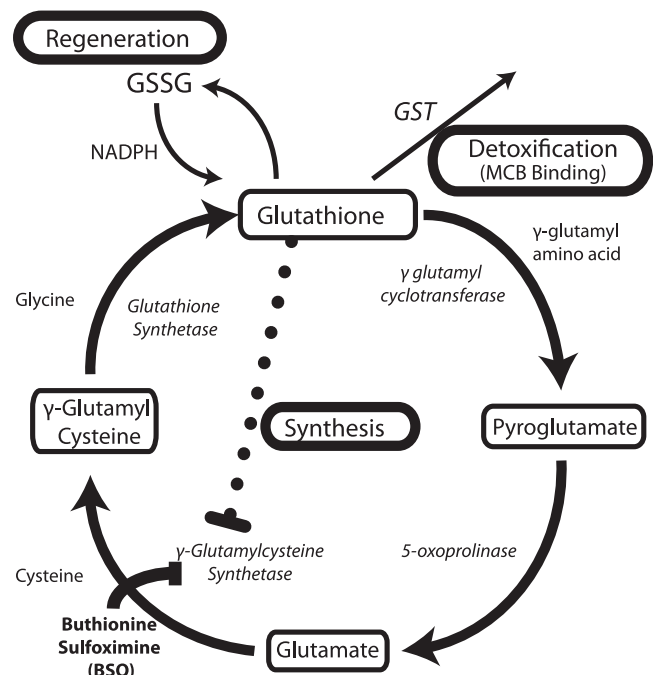 Regeneration
GSSG
NADPH
GST
Detoxification
(MCB Binding)
Glutathione
γ-glutamyl
amino acid
γ glutamyl
cyclotransferase
Glycine
Glutathione
Synthetase
γ-Glutamyl
Cysteine
Synthesis
Pyroglutamate
γ-Glutamylcysteine
Synthetase
5-oxoprolinase
Cysteine
Buthionine
Sulfoximine
(BSO)
Glutamate